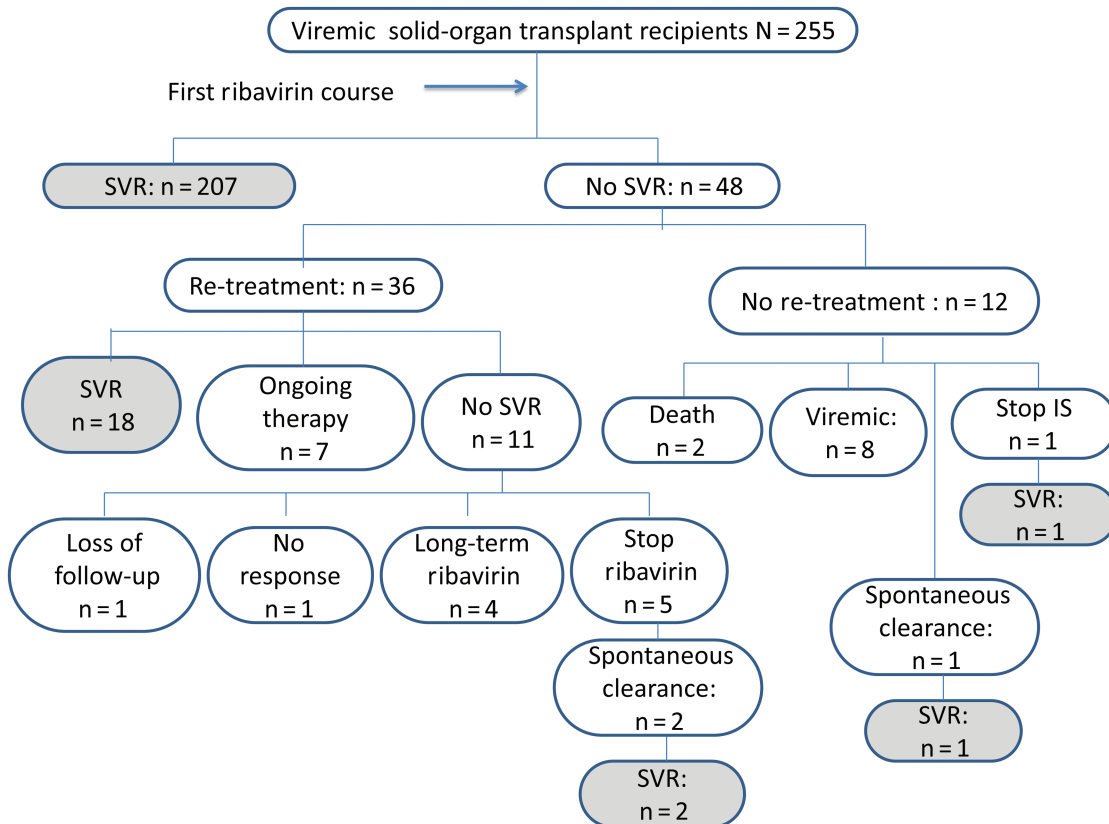 Viremic solid-organ transplant recipients N = 255
First ribavirin course
SVR: n = 207
No SVR: n = 48
Re-treatment: n = 36
No re-treatment : n = 12
SVR
n = 18
Ongoing
therapy
n = 7
No SVR
n = 11
Death
n = 2
Viremic:
n = 8
Stop IS
n = 1
SVR:
n = 1
Loss of
follow-up
n = 1
No
response
n = 1
Long-term
ribavirin
n = 4
Stop
ribavirin
n = 5
Spontaneous
clearance:
n = 1
Spontaneous
clearance:
n = 2
SVR:
n = 1
SVR:
n = 2